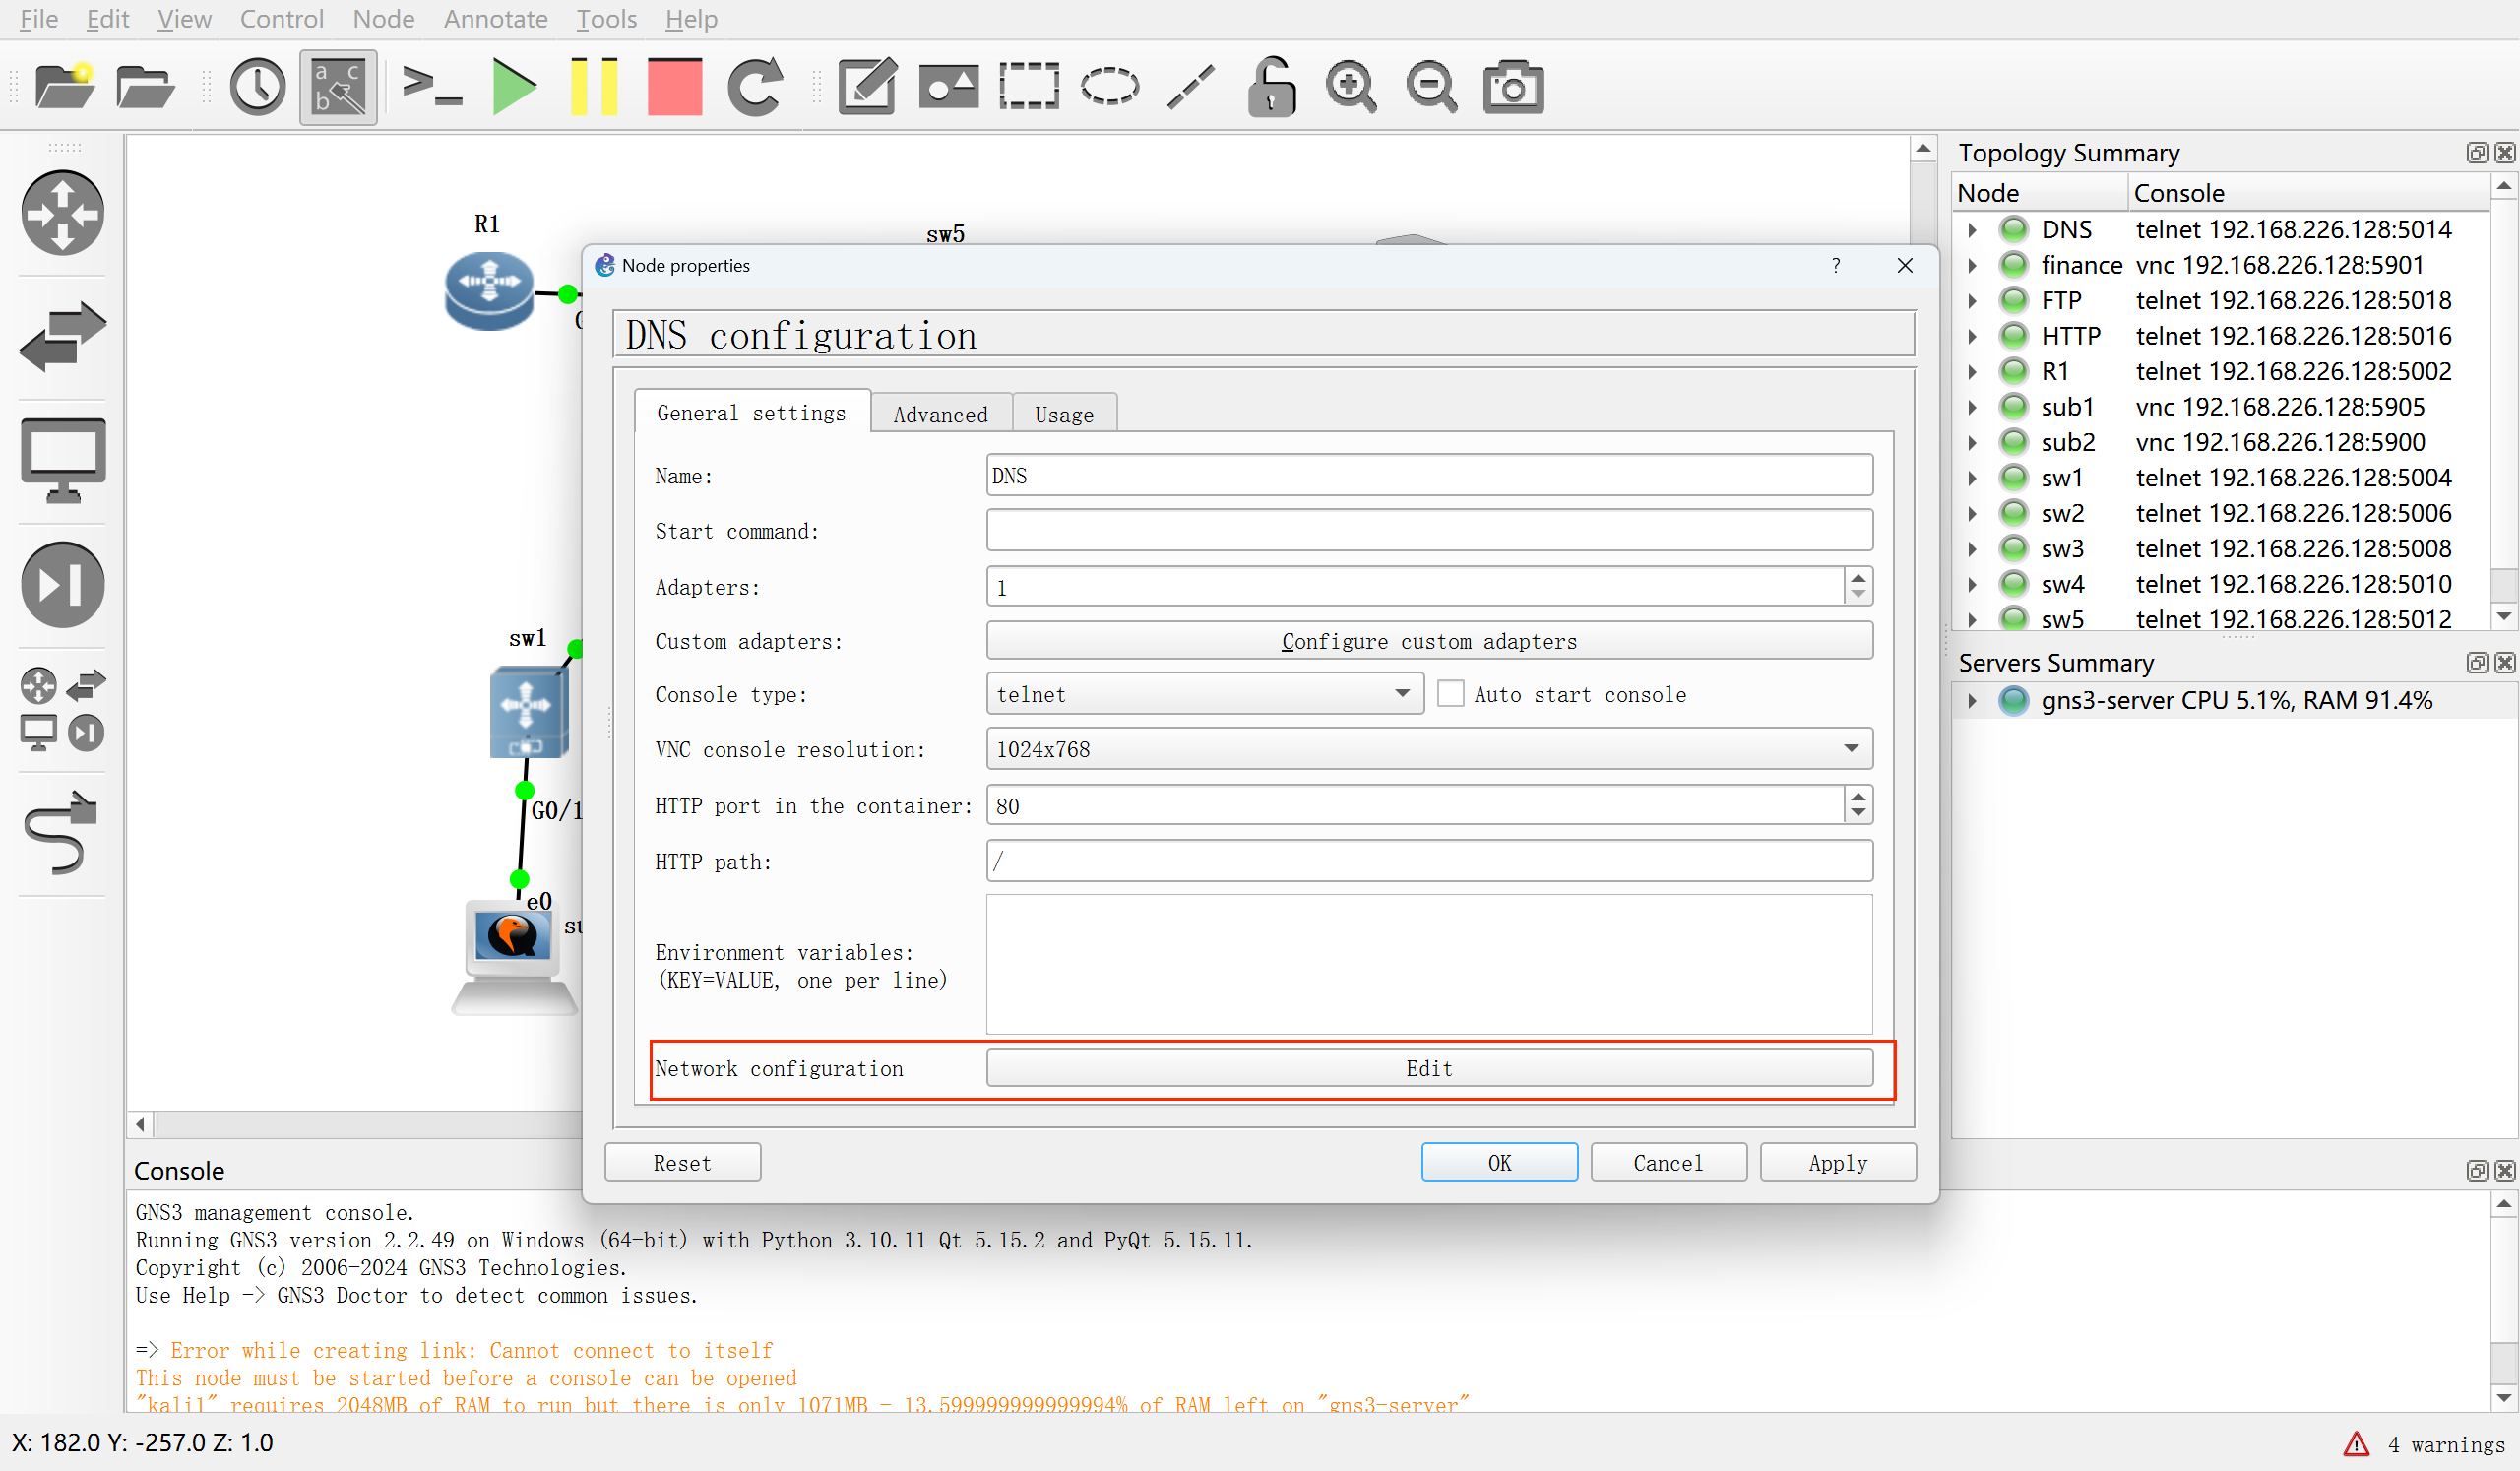 File Edit View Control Node Annotate Tools Help
R1
sw5
sw1
G0/1
e0
Node properties
?
DNS configuration
General settings Advanced Usage
Name: DNS
Start command:
Adapters: 1
Custom adapters: Configure custom adapters
Console type: telnet Auto start console
VNC console resolution: 1024x768
HTTP port in the container: 80
HTTP path: /
Environment variables:
(KEY=VALUE, one per line)
Network configuration Edit
Reset OK Cancel Apply
Topology Summary
Node Console
DNS telnet 192.168.226.128:5014
finance vnc 192.168.226.128:5901
FTP telnet 192.168.226.128:5018
HTTP telnet 192.168.226.128:5016
R1 telnet 192.168.226.128:5002
sub1 vnc 192.168.226.128:5905
sub2 vnc 192.168.226.128:5900
sw1 telnet 192.168.226.128:5004
sw2 telnet 192.168.226.128:5006
sw3 telnet 192.168.226.128:5008
sw4 telnet 192.168.226.128:5010
sw5 telnet 192.168.226.128:5012
Servers Summary
gns3-server CPU 5.1%, RAM 91.4%
Console
GNS3 management console.
Running GNS3 version 2.2.49 on Windows (64-bit) with Python 3.10.11 Qt 5.15.2 and PyQt 5.15.11.
Copyright (c) 2006-2024 GNS3 Technologies.
Use Help -> GNS3 Doctor to detect common issues.
=> Error while creating link: Cannot connect to itself
This node must be started before a console can be opened
"kali1" requires 2048MB of RAM to run but there is only 1071MB - 13.599999999999994% of RAM left on "gns3-server"
X: 182.0 Y: -257.0 Z: 1.0
4 warnings